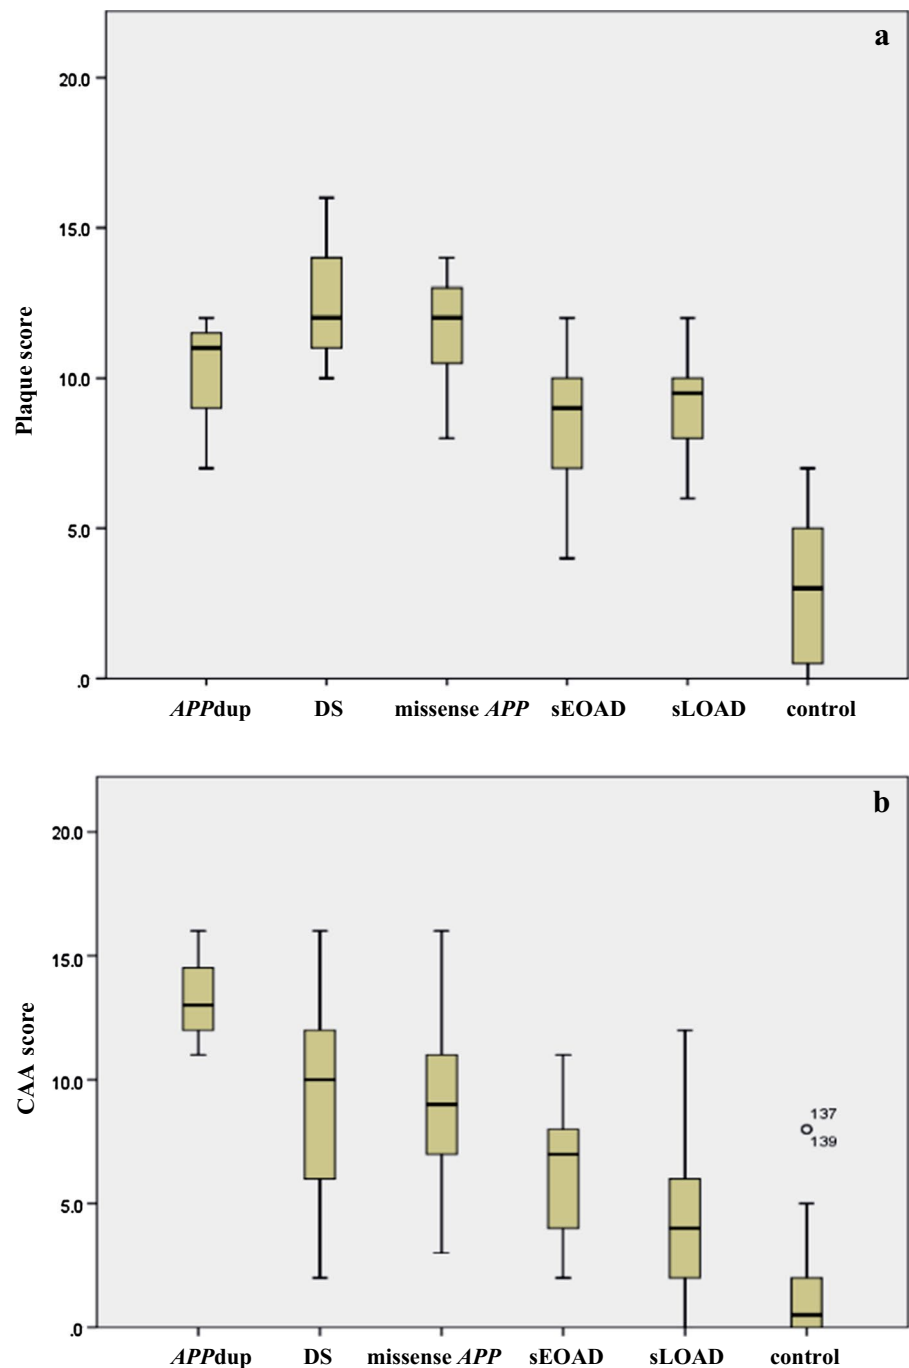 a
20.0
15.0
10.0
5.0
.0
Plaque score
APPdup DS missense APP sEOAD sLOAD control
b
20.0
15.0
10.0
5.0
.0
CAA score
137
139
APPdup DS missense APP sEOAD sLOAD control